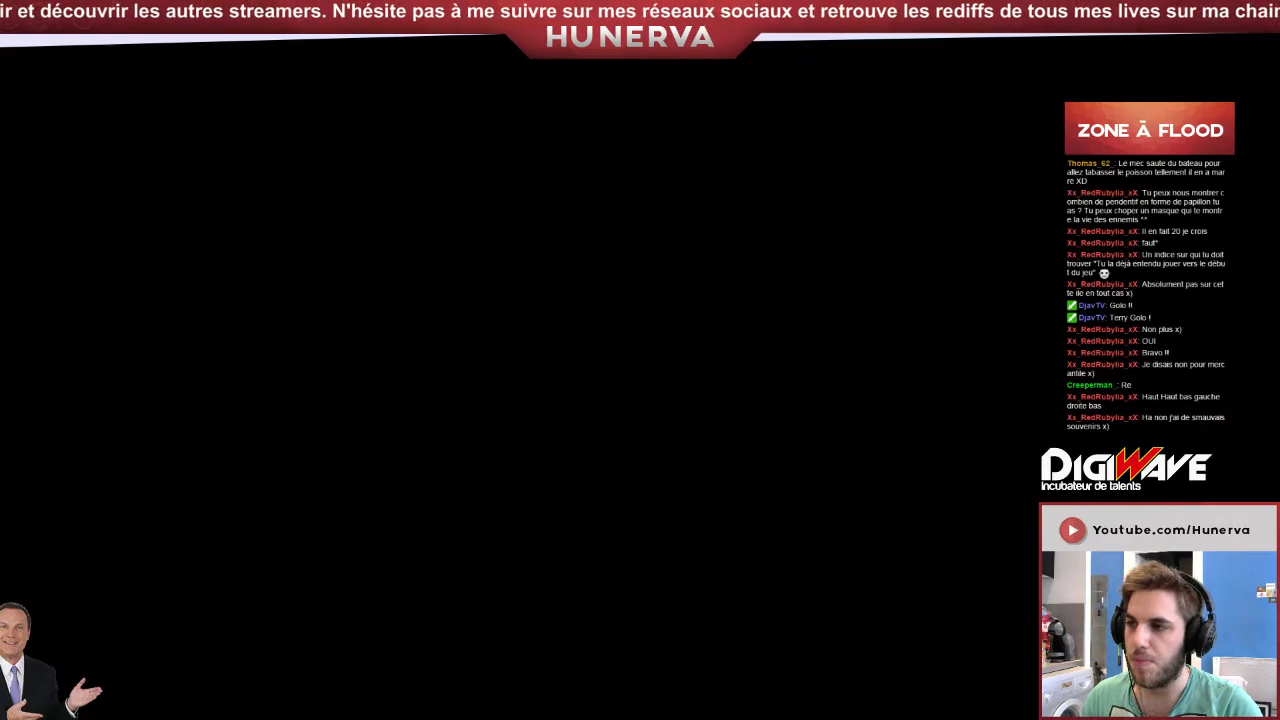 ir et découvrir les autres streamers. N'hésite pas à me suivre sur mes réseaux sociaux et retrouve les rediffs de tous mes lives sur ma chain
HUNERVA
ZONE À FLOOD
Thomas_62_: Le mec saute du bateau pour
allez tabasser le poisson tellement il en a mar
re XD
Xx_RedRubylia_xX: Tu peux nous montrer c
ombien de pendentif en forme de papillon tu
as ? Tu peux choper un masque qui te montr
e la vie des ennemis ^^
Xx_RedRubylia_xX: Il en fait 20 je crois
Xx_RedRubylia_xX: faut*
Xx_RedRubylia_xX: Un indice sur qui tu doit
trouver "Tu la déjà entendu jouer vers le débu
t du jeu"
Xx_RedRubylia_xX: Absolument pas sur cet
te ile en tout cas x)
DjavTV: Golo !!
DjavTV: Terry Golo !
Xx_RedRubylia_xX: Non plus x)
Xx_RedRubylia_xX: OUI
Xx_RedRubylia_xX: Bravo !!
Xx_RedRubylia_xX: Je disais non pour merc
antile x)
Creeperman_: Re
Xx_RedRubylia_xX: Haut Haut bas gauche
droite bas
Xx_RedRubylia_xX: Ha non j'ai de smauvais
souvenirs x)
DIGIWAVE
incubateur de talents
Youtube.com/Hunerva